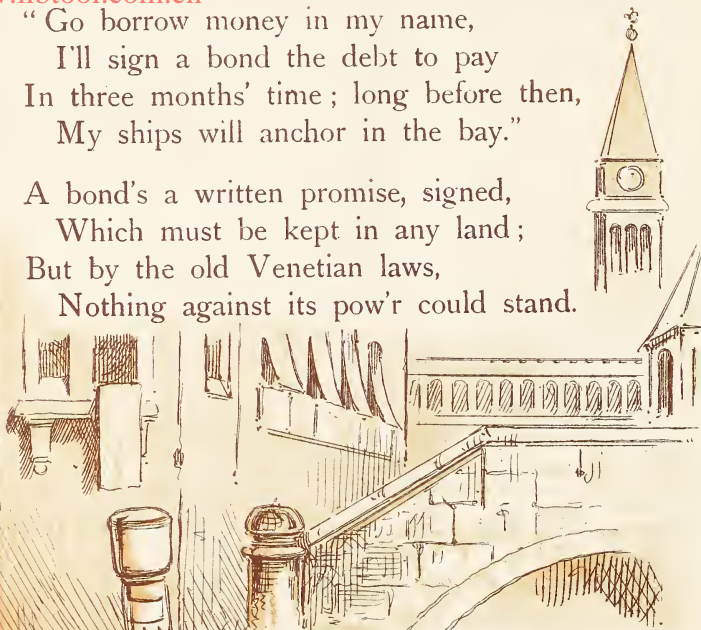 “Go borrow money in my name,
I'll sign a bond the debt to pay
In three months' time; long before then,
My ships will anchor in the bay.”
A bond's a written promise, signed,
Which must be kept in any land;
But by the old Venetian laws,
Nothing against its pow'r could stand.